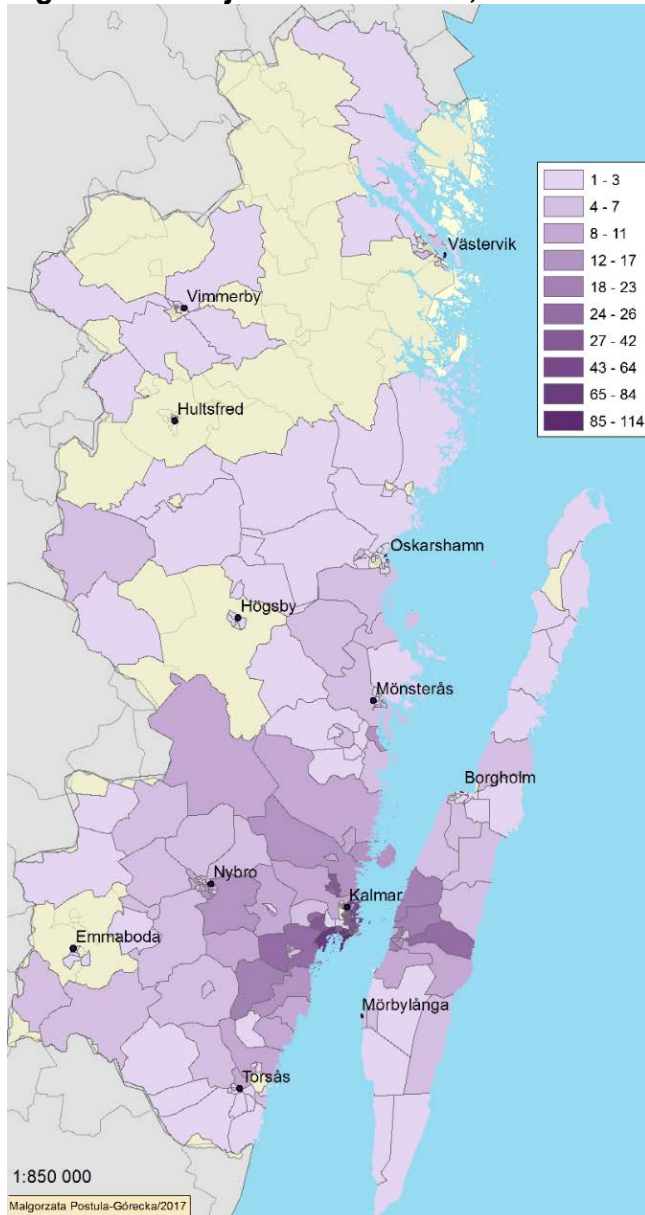 1 - 3
4 - 7
8 - 11
12 - 17
18 - 23
24 - 26
27 - 42
43 - 64
65 - 84
85 - 114
Västervik
Vimmerby
Hultsfred
Oskarshamn
Högsby
Mönsterås
Borgholm
Nybro
Kalmar
Emmaboda
Mörbylånga
Torsås
1:850 000
Malgorzata Postula-Górecka/2017